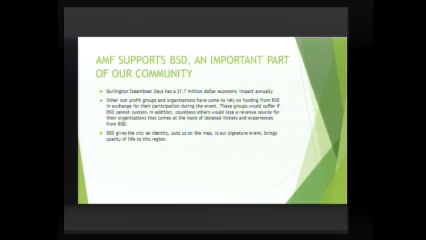 AMF SUPPORTS BSD, AN IMPORTANT PART
OF OUR COMMUNITY
Burlington Steamboat Days has a $1.7 million dollar economic impact annually
Other non profit groups and organizations have come to rely on funding from BSD
in exchange for their participation during the event. These groups would suffer if
BSD cannot sustain. In addition, countless others would lose a revenue source for
their organizations that comes at the hand of donated tickets and experiences
from BSD.
BSD gives the city an identity, puts us on the map, is our signature event, brings
quality of life to this region.